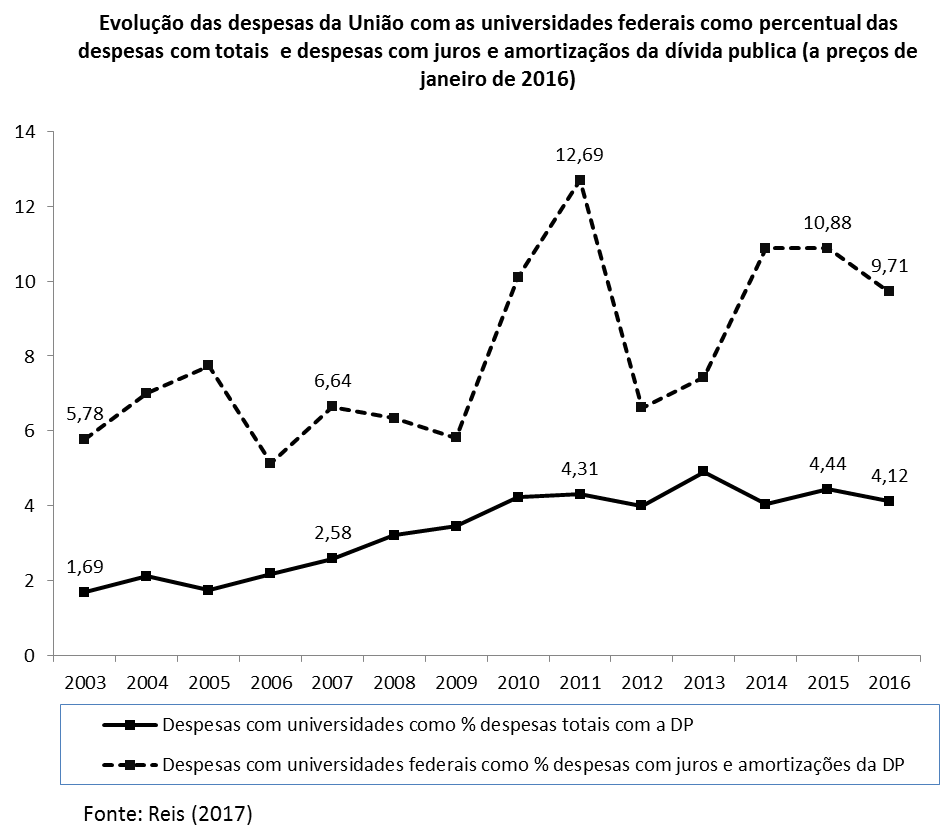 Evolução das despesas da União com as universidades federais como percentual das
despesas com totais  e despesas com juros e amortizaçãos da dívida publica (a preços de
janeiro de 2016)
14
12
10
8
6
4
2
0
12,69
10,88
9,71
6,64
5,78
4,31
4,44
4,12
2,58
1,69
2003 2004 2005 2006 2007 2008 2009 2010 2011 2012 2013 2014 2015 2016
Despesas com universidades como % despesas totais com a DP
Despesas com universidades federais como % despesas com juros e amortizações da DP
Fonte: Reis (2017)